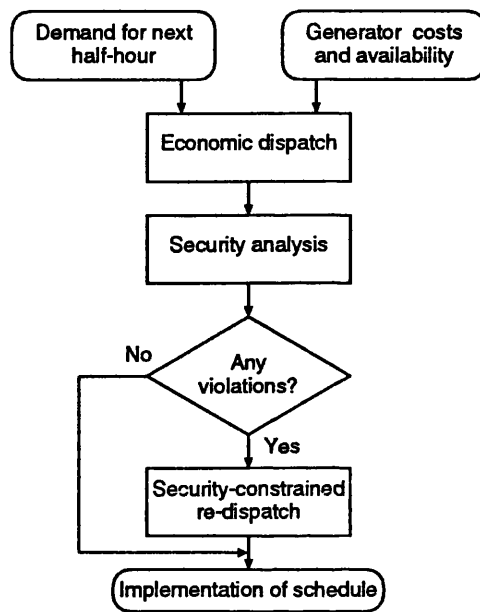 Demand for next
half-hour
Generator costs
and availability
Economic dispatch
Security analysis
No
Any
violations?
Yes
Security-constrained
re-dispatch
Implementation of schedule